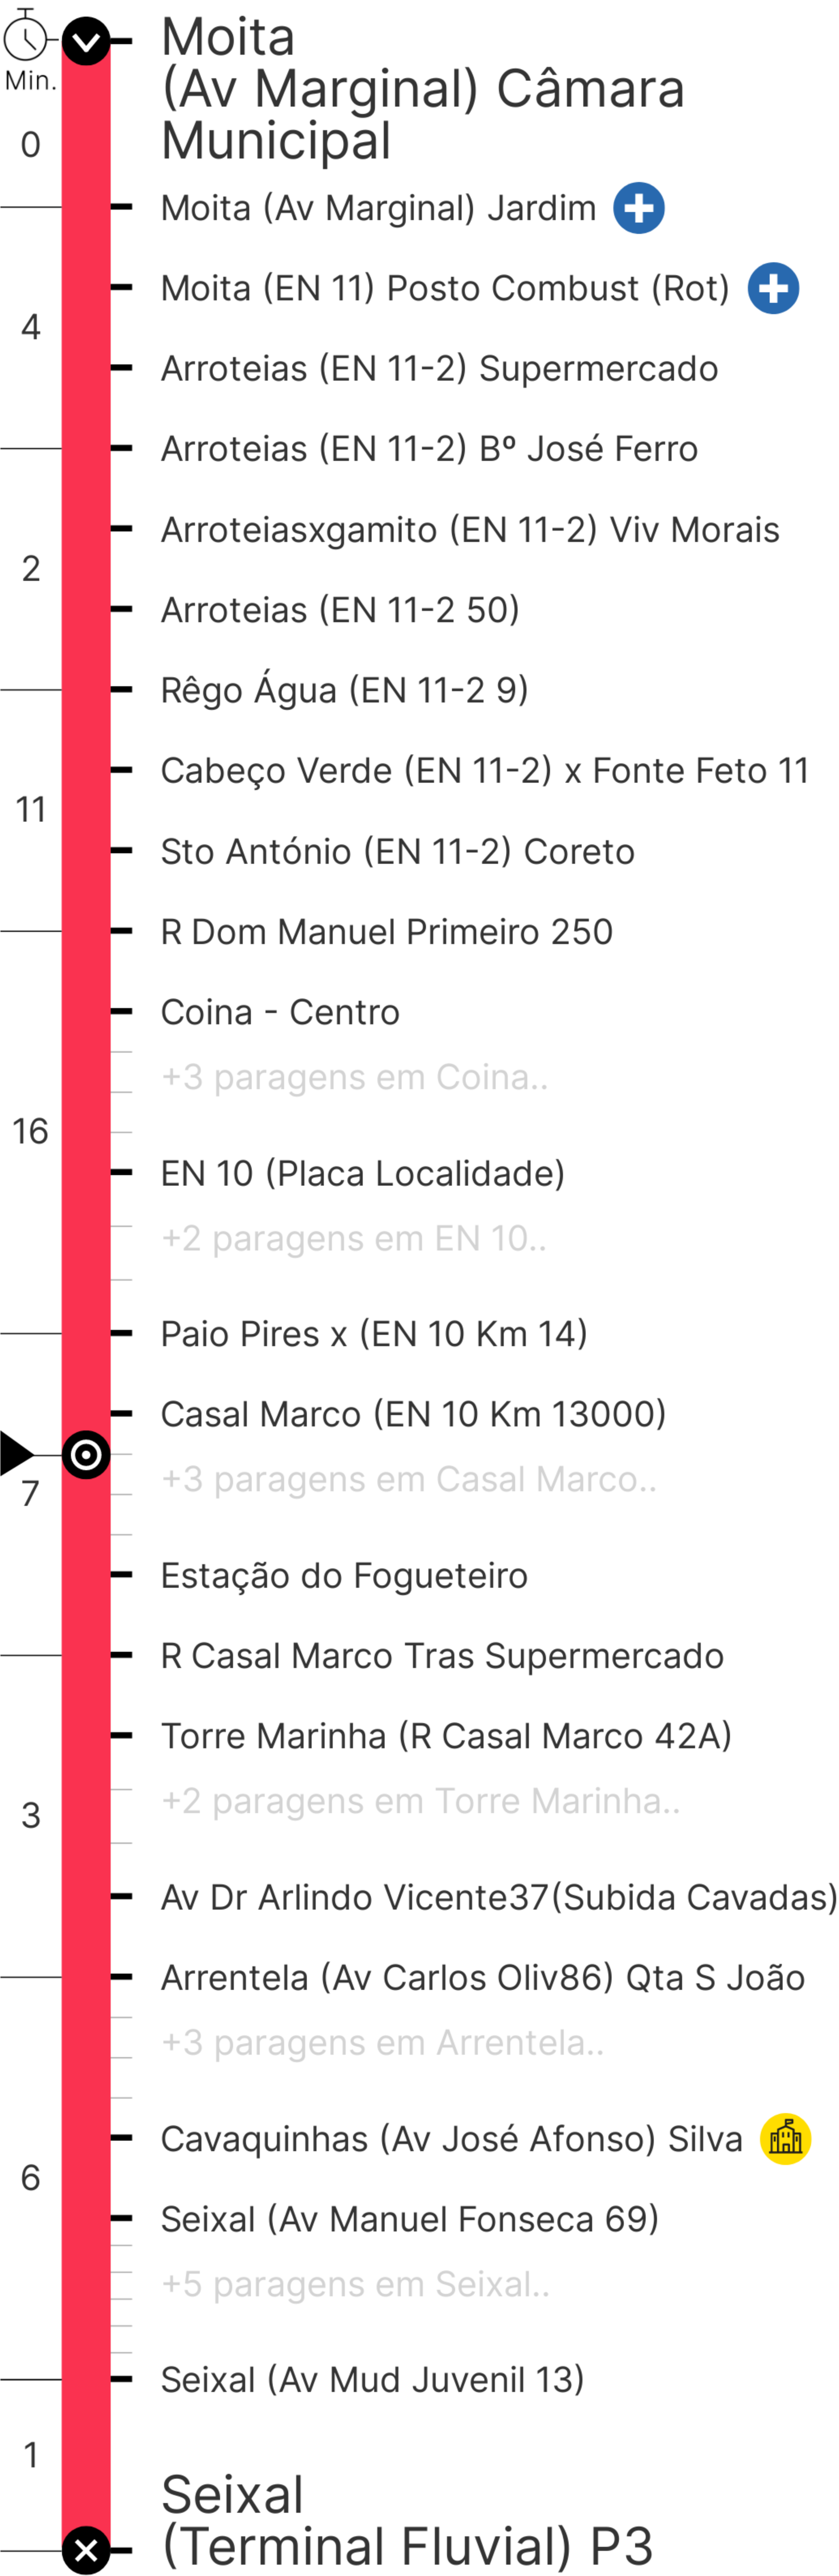 Moita
(Av Marginal) Câmara
Municipal
Min.
0
Moita (Av Marginal) Jardim
Moita (EN 11) Posto Combust (Rot)
4
Arroteias (EN 11-2) Supermercado
Arroteias (EN 11-2) Bº José Ferro
Arroteiasxgamito (EN 11-2) Viv Morais
2
Arroteias (EN 11-2 50)
Rêgo Água (EN 11-2 9)
Cabeço Verde (EN 11-2) x Fonte Feto 11
11
Sto António (EN 11-2) Coreto
R Dom Manuel Primeiro 250
Coina - Centro
+3 paragens em Coina..
16
EN 10 (Placa Localidade)
+2 paragens em EN 10..
Paio Pires x (EN 10 Km 14)
Casal Marco (EN 10 Km 13000)
+3 paragens em Casal Marco..
7
Estação do Fogueteiro
R Casal Marco Tras Supermercado
Torre Marinha (R Casal Marco 42A)
+2 paragens em Torre Marinha..
3
Av Dr Arlindo Vicente37(Subida Cavadas)
Arrentela (Av Carlos Oliv86) Qta S João
+3 paragens em Arrentela..
Cavaquinhas (Av José Afonso) Silva
6
Seixal (Av Manuel Fonseca 69)
+5 paragens em Seixal..
Seixal (Av Mud Juvenil 13)
1
Seixal
(Terminal Fluvial) P3